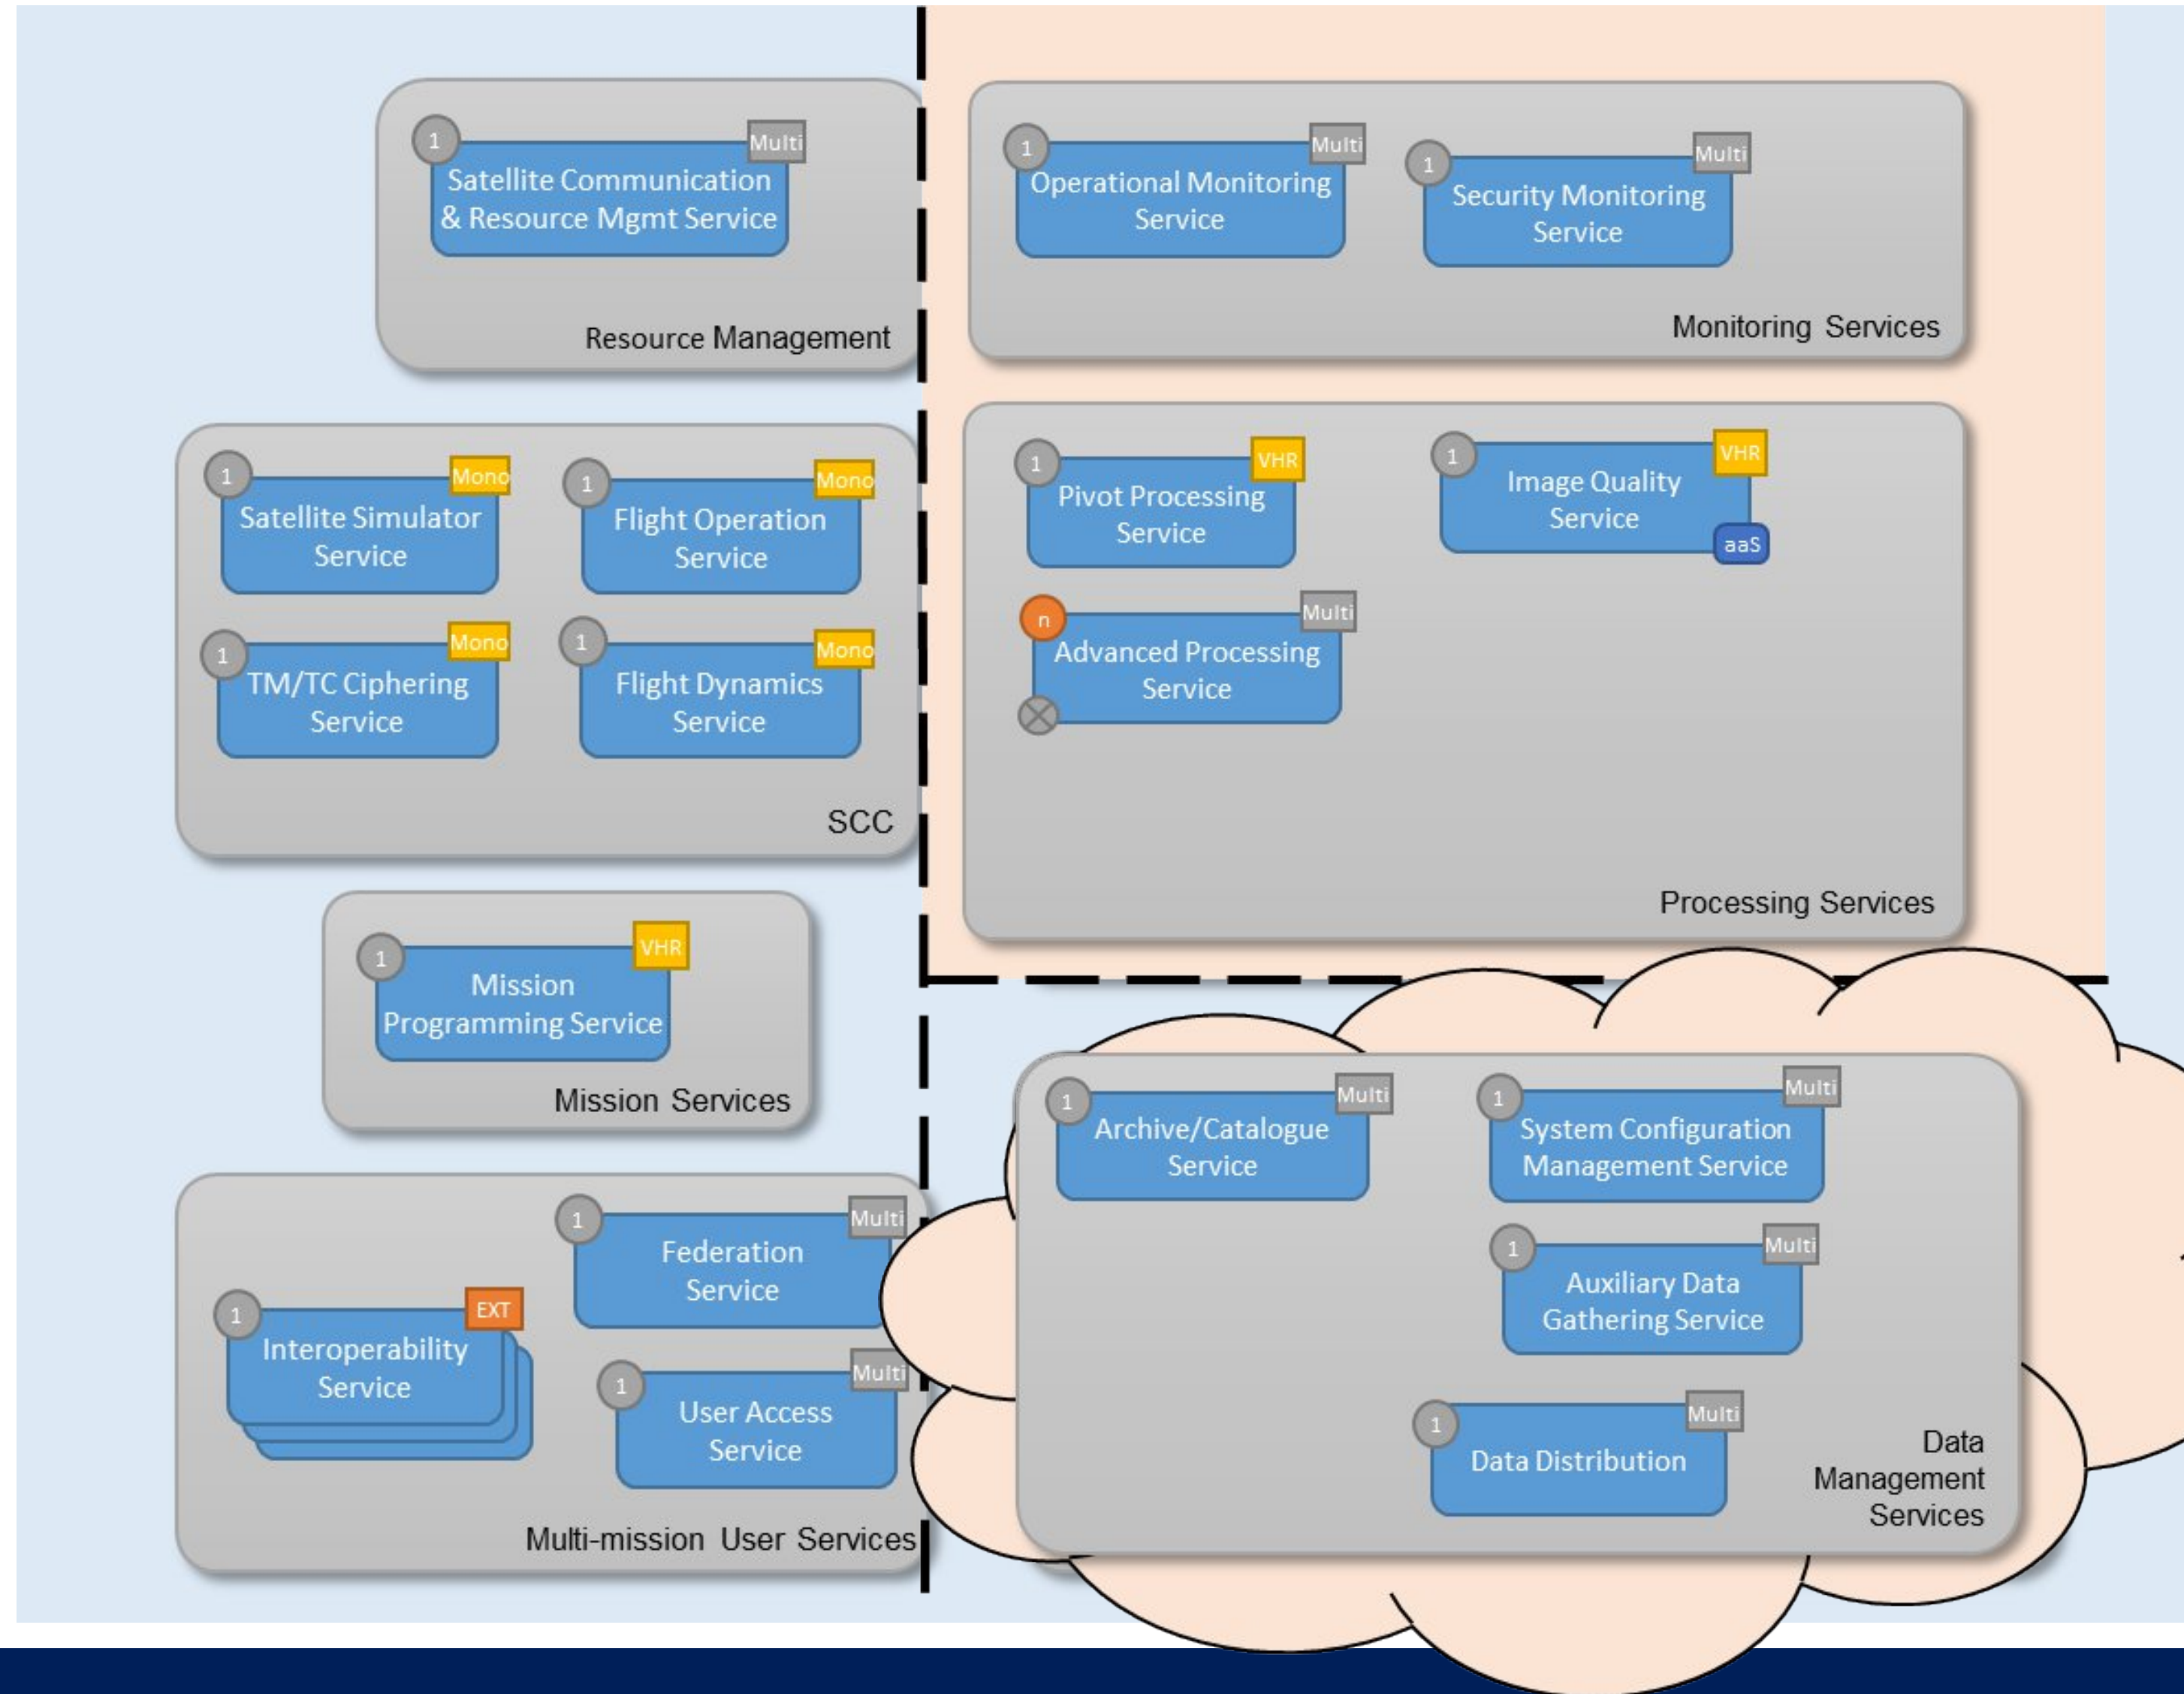 1
Multi
Satellite Communication
& Resource Mgmt Service
Resource Management
1
Multi
Operational Monitoring
Service
1
Multi
Security Monitoring
Service
Monitoring Services
1
Mono
Satellite Simulator
Service
1
Mono
Flight Operation
Service
1
Mono
TM/TC Ciphering
Service
1
Mono
Flight Dynamics
Service
SCC
1
VHR
Pivot Processing
Service
1
VHR
Image Quality
Service
aaS
n
Multi
Advanced Processing
Service
Processing Services
1
VHR
Mission
Programming Service
Mission Services
1
Multi
Federation
Service
1
EXT
Interoperability
Service
1
Multi
User Access
Service
Multi-mission User Services
1
Multi
Archive/Catalogue
Service
1
Multi
System Configuration
Management Service
1
Multi
Auxiliary Data
Gathering Service
1
Multi
Data Distribution
Data
Management
Services